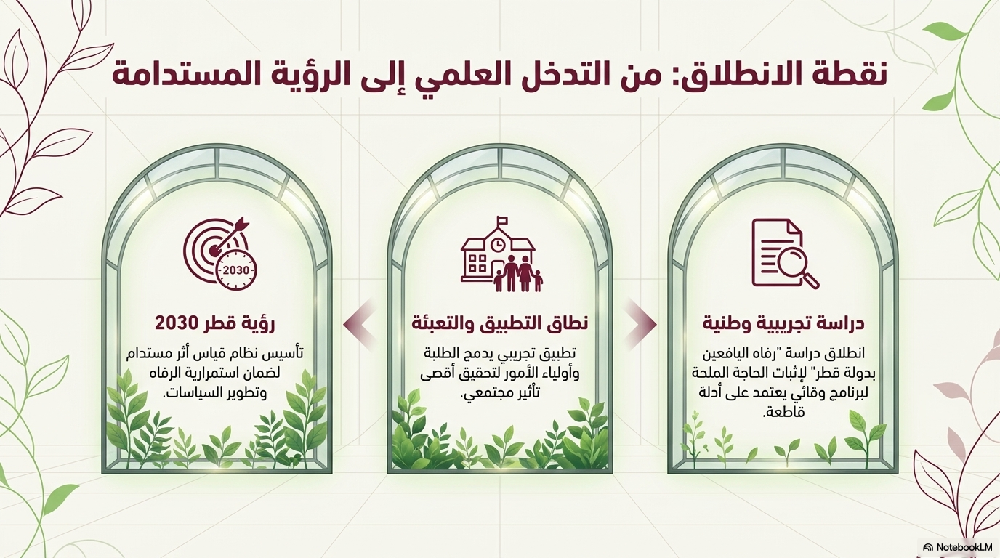 نقطة الانطلاق: من التدخل العلمي إلى الرؤية المستدامة
دراسة تجريبية وطنية
انطلاق دراسة "رفاه اليافعين
بدولة قطر" لإثبات الحاجة الملحة
لبرنامج وقائي يعتمد على أدلة
قاطعة.
نطاق التطبيق والتعبئة
تطبيق تجريبي يدمج الطلبة
وأولياء الأمور لتحقيق أقصى
تأثير مجتمعي.
2030
رؤية قطر 2030
تأسيس نظام قياس أثر مستدام
لضمان استمرارية الرفاه
وتطوير السياسات.
NotebookLM